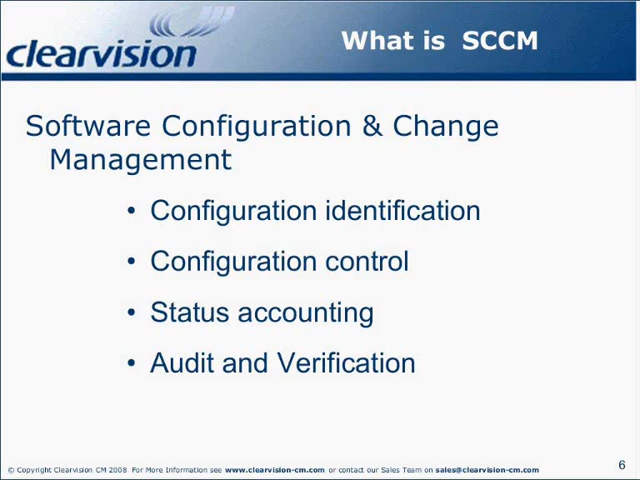 clearvision
What is SCCM
Software Configuration & Change
Management
• Configuration identification
• Configuration control
• Status accounting
• Audit and Verification
© Copyright Clearvision CM 2008 For More Information see www.clearvision-cm.com or contact our Sales Team on sales@clearvision-cm.com
6